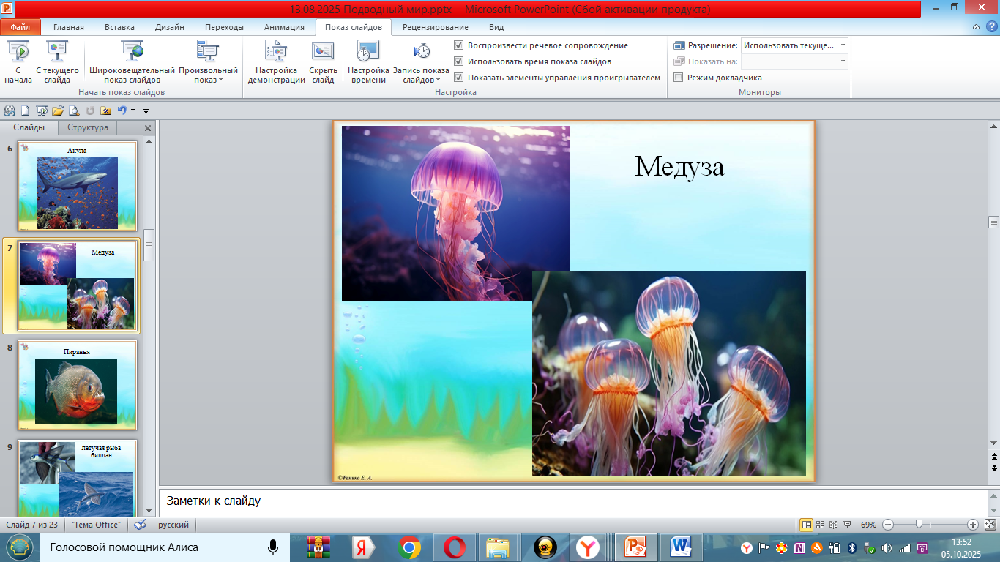 13.08.2025 Подводный мир.pptx - Microsoft PowerPoint (Сбой активации продукта)
Файл Главная Вставка Дизайн Переходы Анимация Показ слайдов Рецензирование Вид
С начала
С текущего слайда
Широковещательный показ слайдов
Произвольный показ
Начать показ слайдов
Настройка демонстрации
Скрыть слайд
Настройка времени
Запись показа слайдов
Воспроизвести речевое сопровождение
Использовать время показа слайдов
Показать элементы управления проигрывателем
Настройка
Разрешение: Использовать текуще...
Показать на:
Режим докладчика
Мониторы
Слайды Структура
6
Акула
7
Медуза
8
Пиранья
9
летучая рыба
биплан
Медуза
©Ранько Е. А.
Заметки к слайду
Слайд 7 из 23 "Тема Office" русский 69%
Голосовой помощник Алиса
13:52
05.10.2025